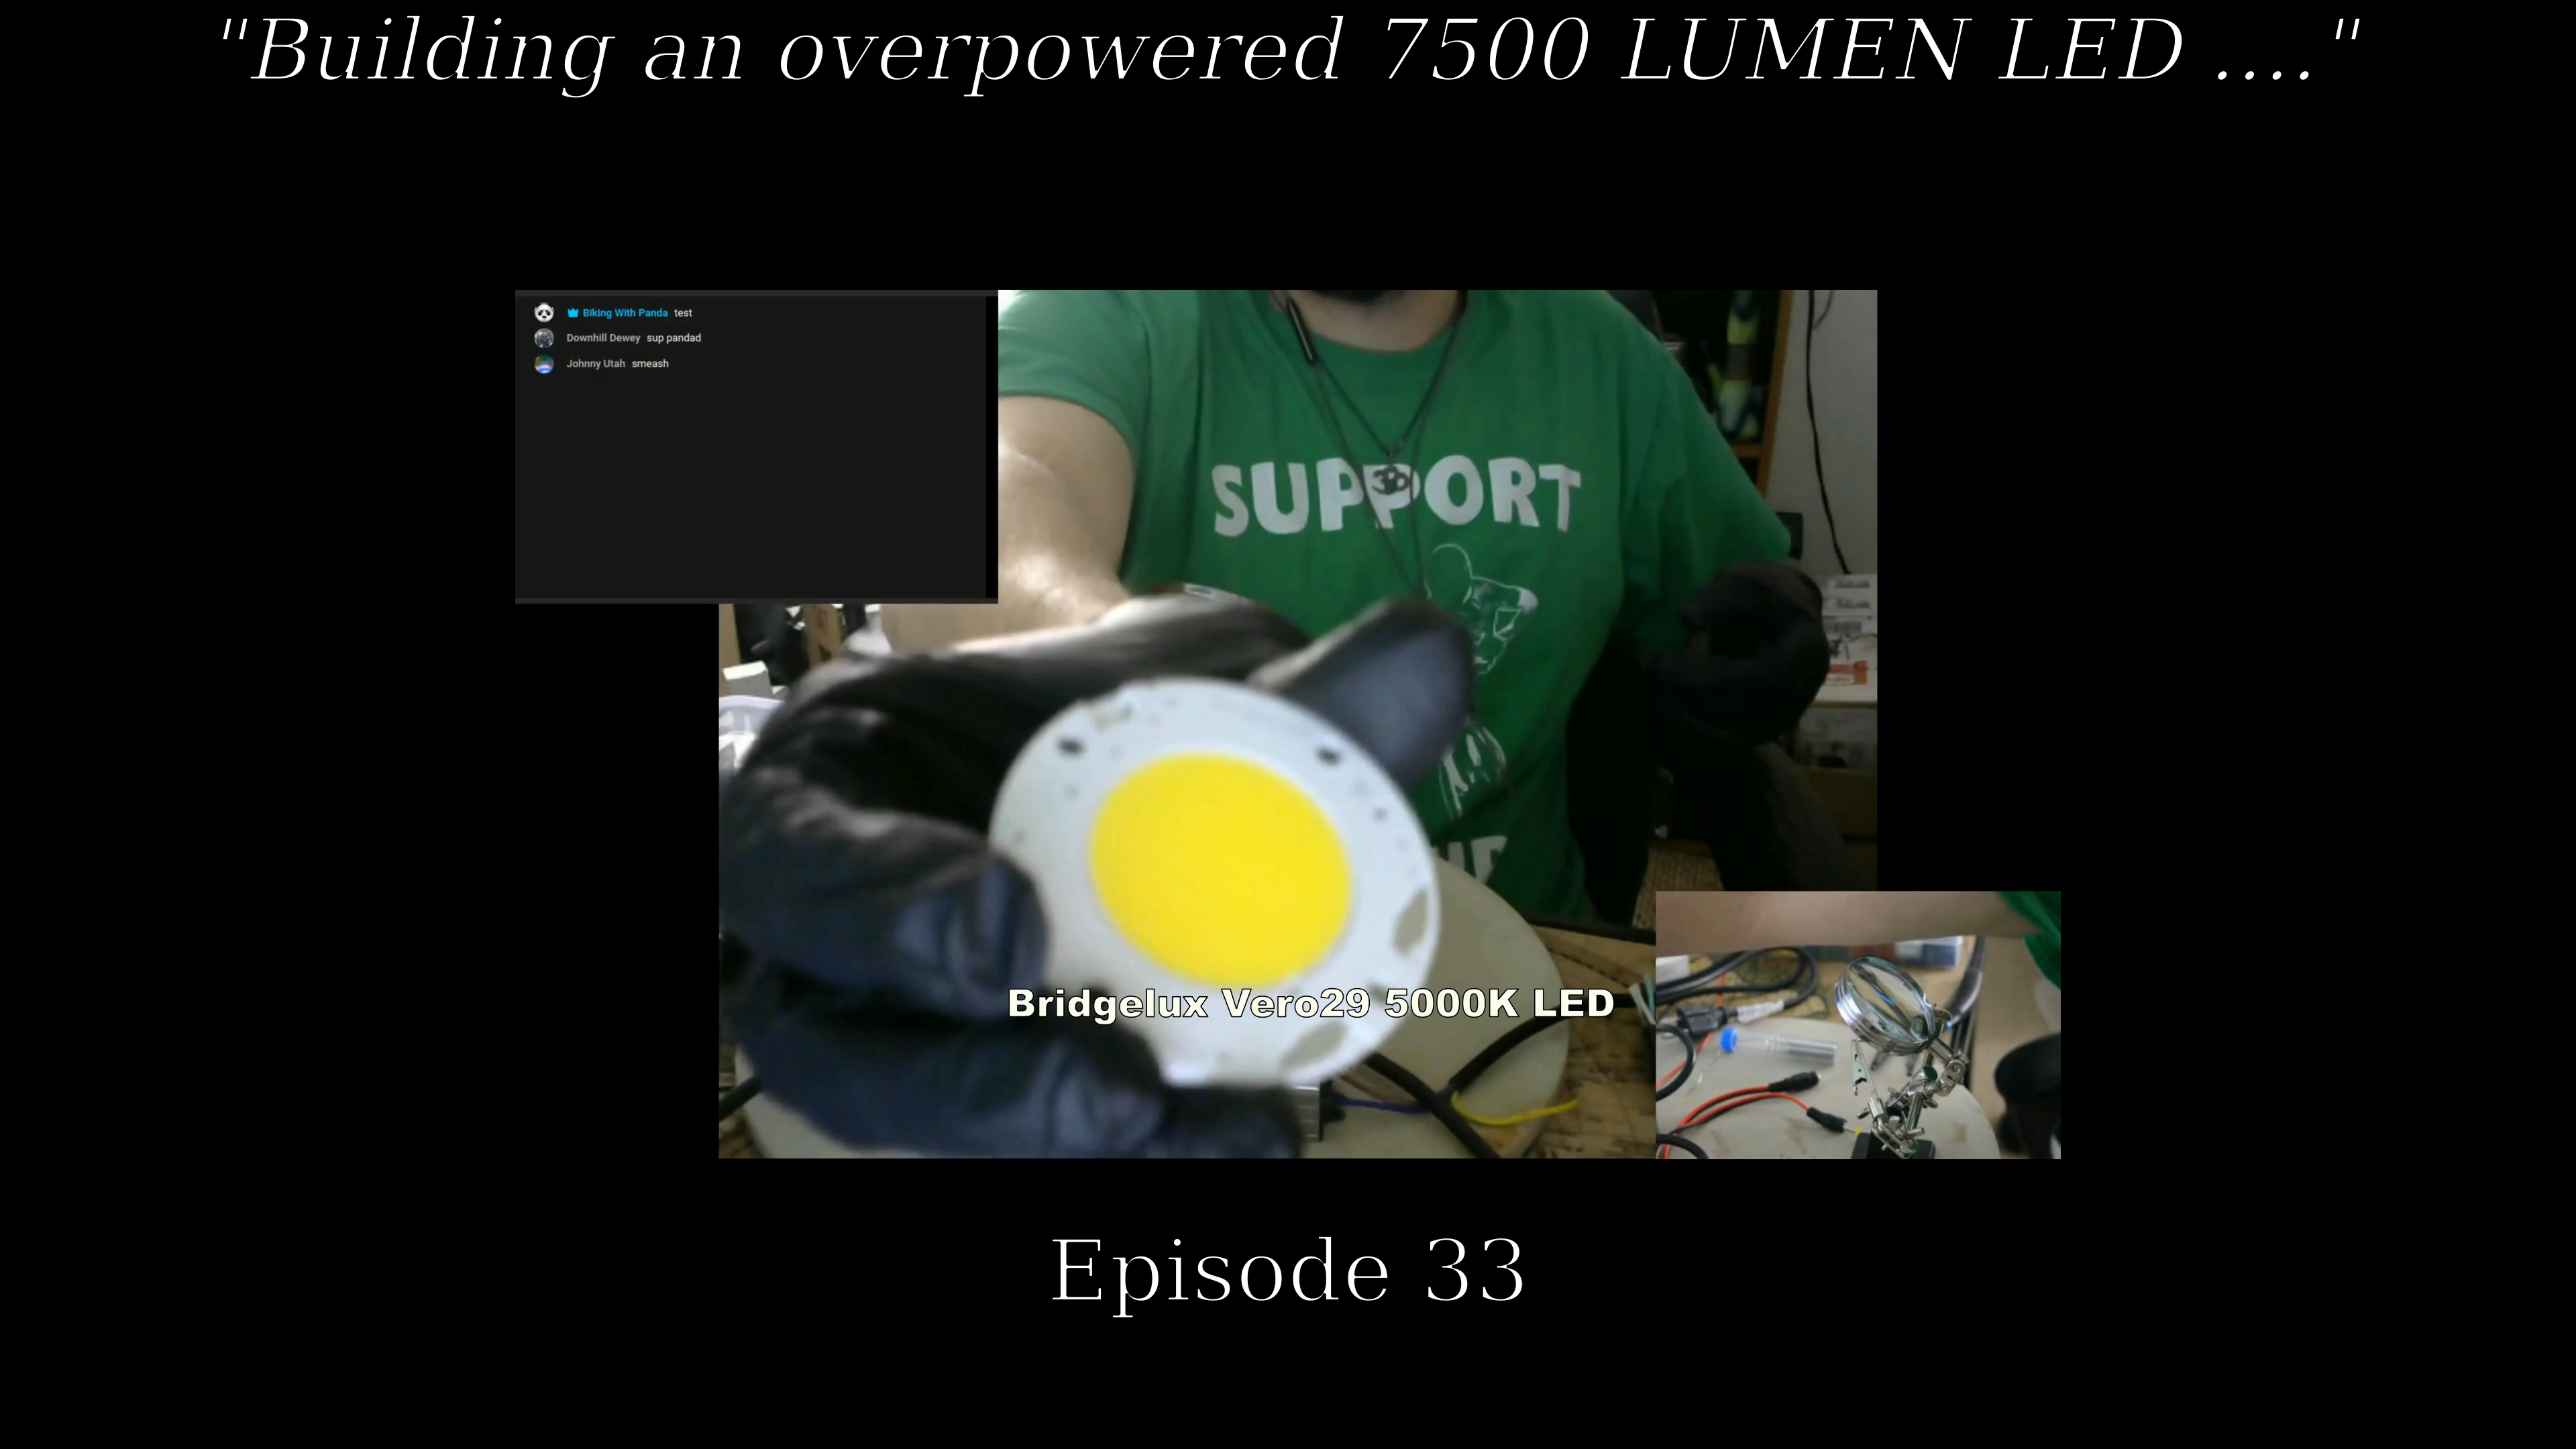 "Building an overpowered 7500 LUMEN LED ...."
Biking With Panda test
Downhill Dewey sup pandad
Johnny Utah smeash
SUPPORT
Bridgelux Vero29 5000K LED
Episode 33